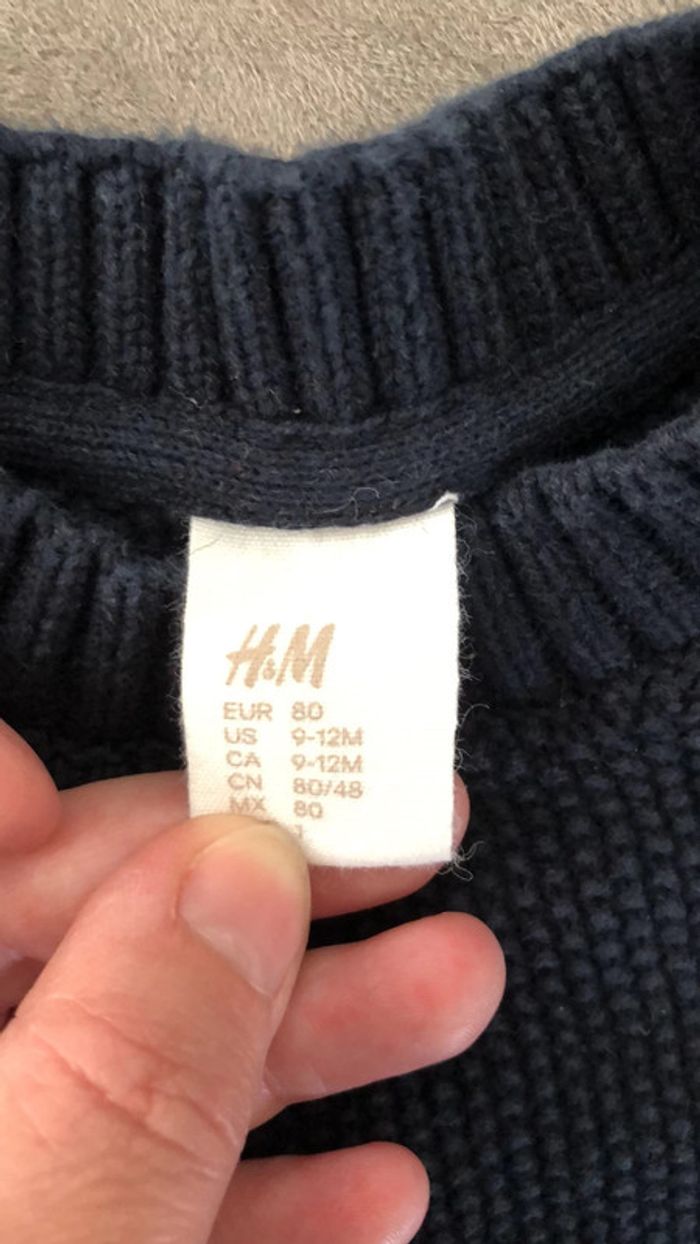 H&M
EUR 80
US 9-12M
CA 9-12M
CN 80/48
MX 80